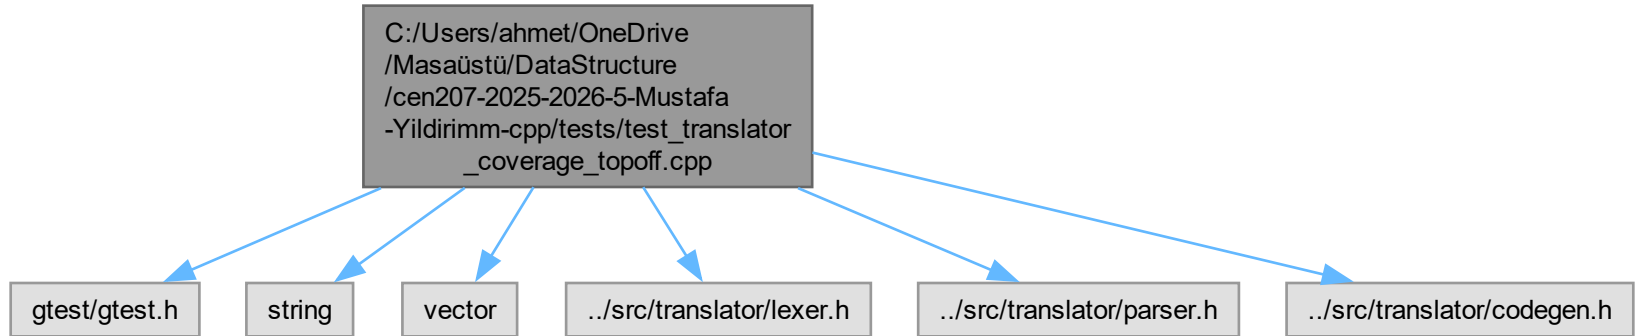 C:/Users/ahmet/OneDrive
/Masaüstü/DataStructure
/cen207-2025-2026-5-Mustafa
-Yildirimm-cpp/tests/test_translator
_coverage_topoff.cpp
gtest/gtest.h
string
vector
../src/translator/lexer.h
../src/translator/parser.h
../src/translator/codegen.h